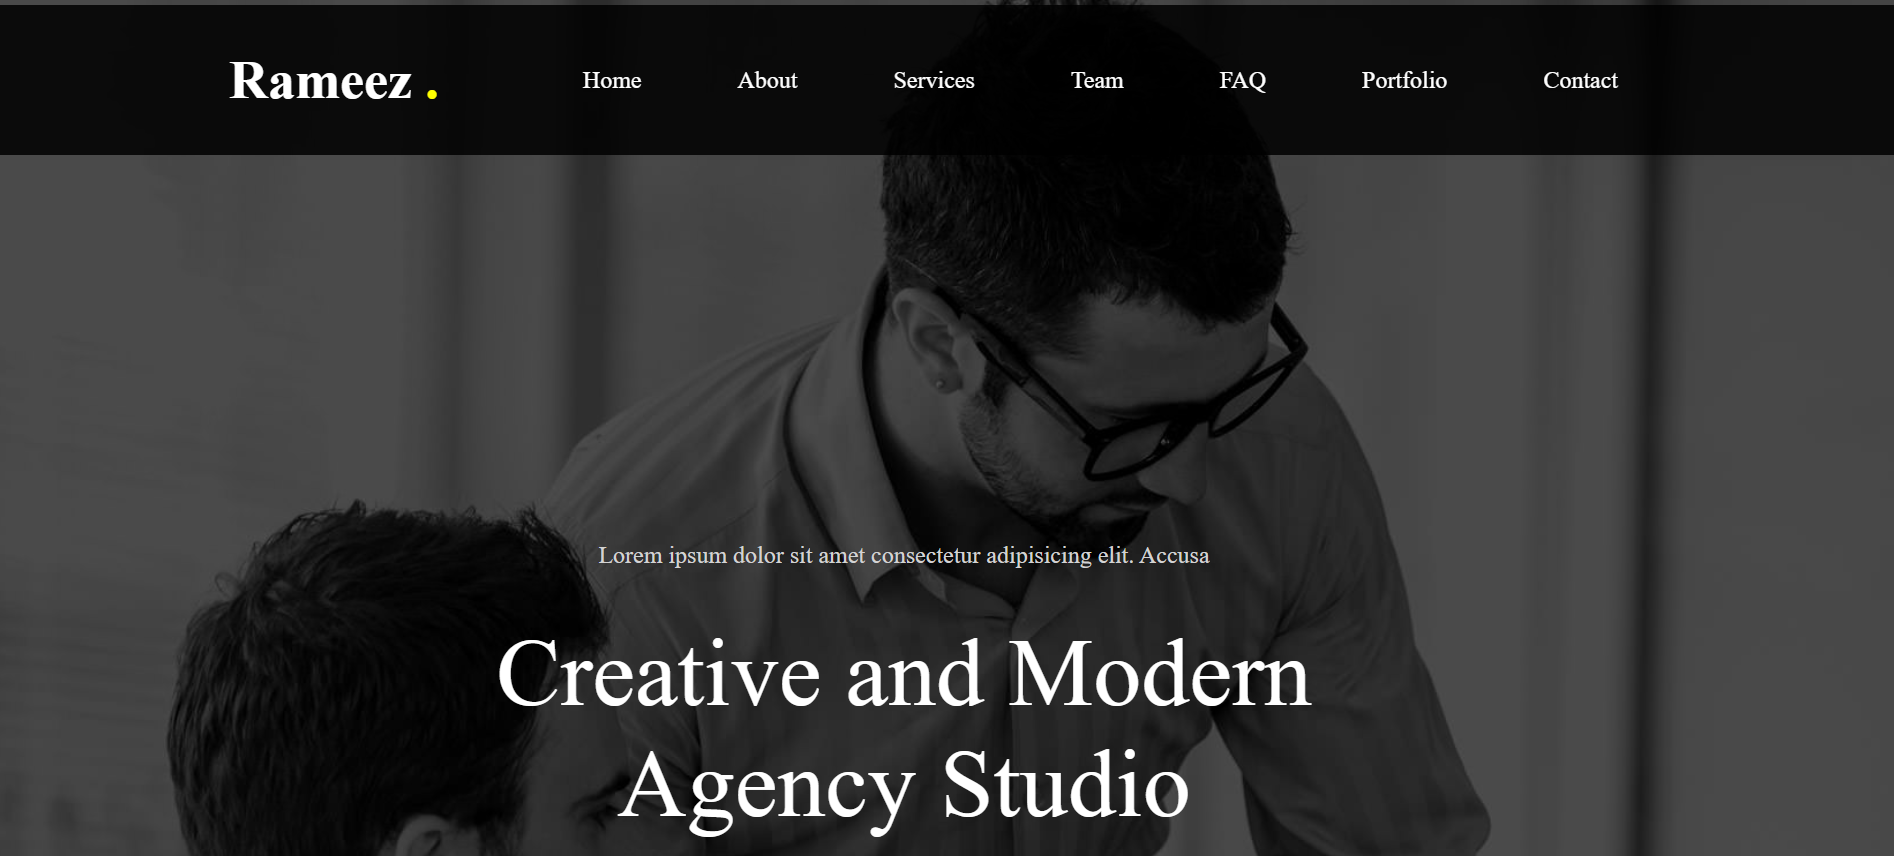 Rameez .
Home About Services Team FAQ Portfolio Contact
Lorem ipsum dolor sit amet consectetur adipisicing elit. Accusa
Creative and Modern
Agency Studio